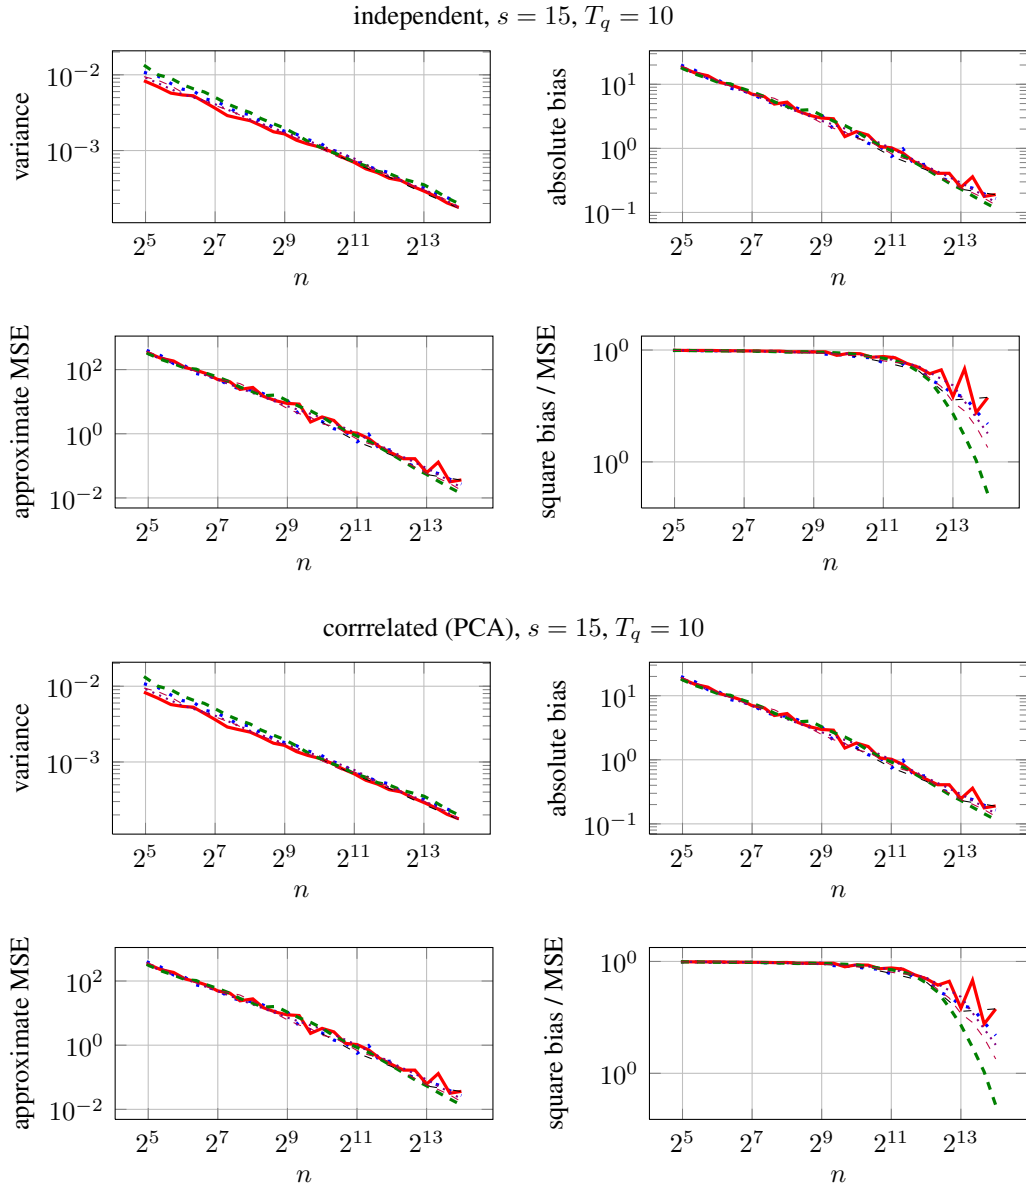 independent, s = 15, T_q = 10
variance
10^−2
10^−3
2^5 2^7 2^9 2^11 2^13
n
absolute bias
10^1
10^0
10^−1
2^5 2^7 2^9 2^11 2^13
n
approximate MSE
10^2
10^0
10^−2
2^5 2^7 2^9 2^11 2^13
n
square bias / MSE
10^0
10^0
2^5 2^7 2^9 2^11 2^13
n
corrrelated (PCA), s = 15, T_q = 10
variance
10^−2
10^−3
2^5 2^7 2^9 2^11 2^13
n
absolute bias
10^1
10^0
10^−1
2^5 2^7 2^9 2^11 2^13
n
approximate MSE
10^2
10^0
10^−2
2^5 2^7 2^9 2^11 2^13
n
square bias / MSE
10^0
10^0
2^5 2^7 2^9 2^11 2^13
n